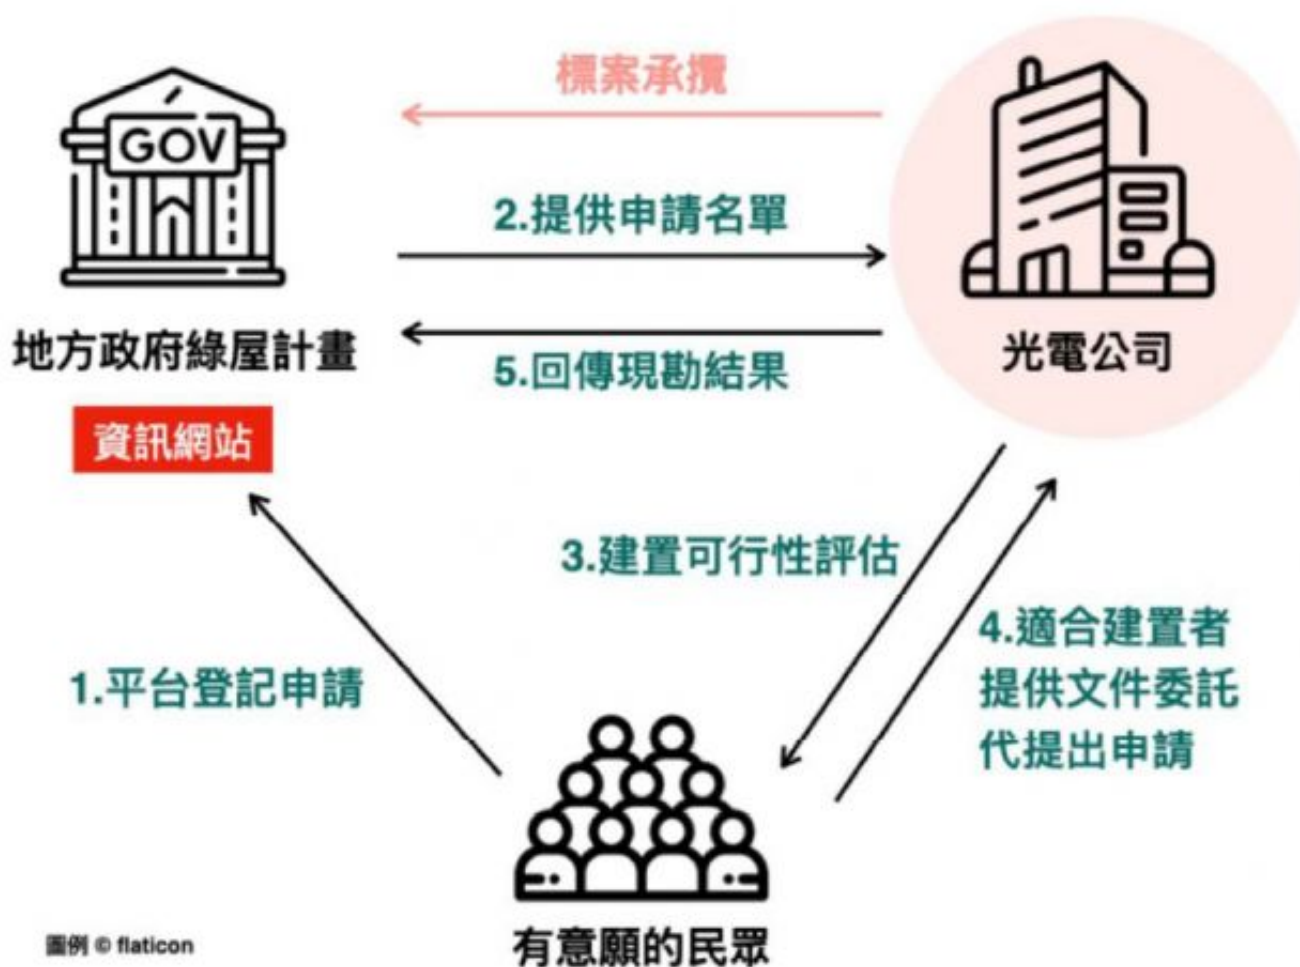 標案承攬
GOV
2.提供申請名單
地方政府綠屋計畫
光電公司
5.回傳現勘結果
資訊網站
3.建置可行性評估
4.適合建置者
提供文件委託
代提出申請
1.平台登記申請
圖例 © flaticon
有意願的民眾